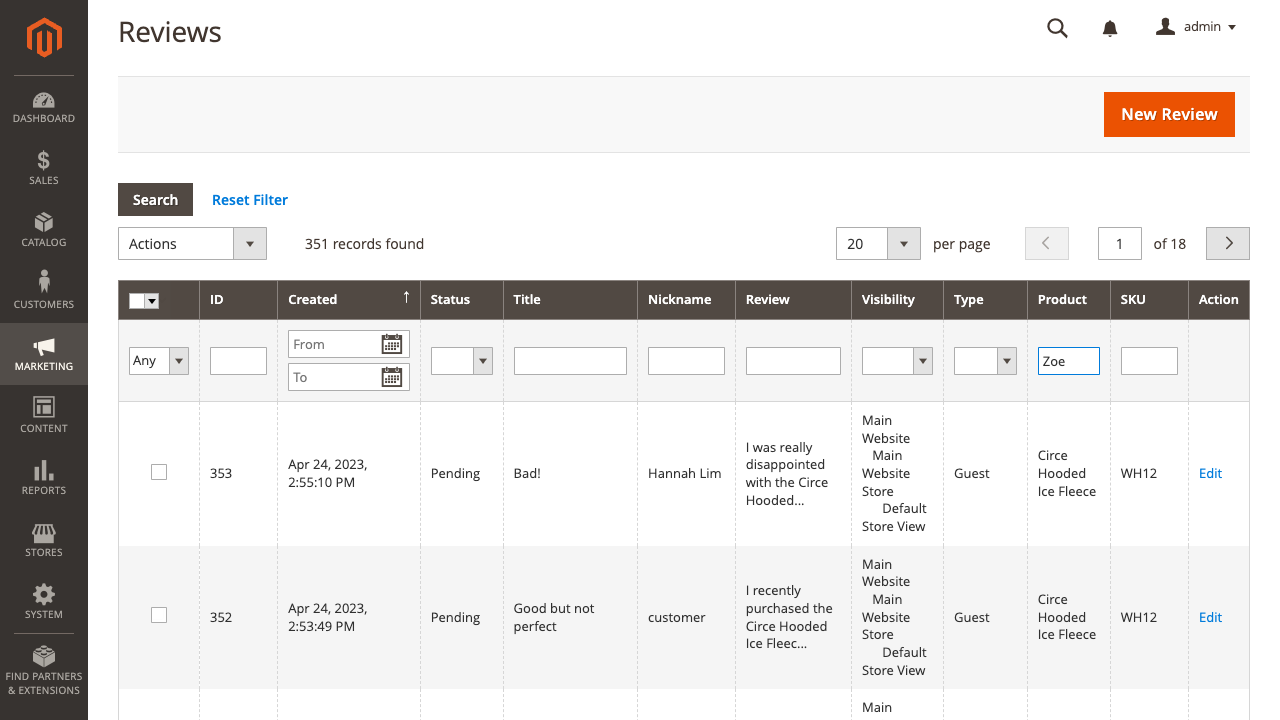 Reviews
admin
DASHBOARD
SALES
CATALOG
CUSTOMERS
MARKETING
CONTENT
REPORTS
STORES
SYSTEM
FIND PARTNERS
& EXTENSIONS
New Review
Search
Reset Filter
Actions
351 records found
20
per page
1
of 18
ID
Created
↑
Status
Title
Nickname
Review
Visibility
Type
Product
SKU
Action
Any
From
To
Zoe
353
Apr 24, 2023,
2:55:10 PM
Pending
Bad!
Hannah Lim
I was really
disappointed
with the Circe
Hooded...
Main
Website
Main
Website
Store
Default
Store View
Guest
Circe
Hooded
Ice Fleece
WH12
Edit
352
Apr 24, 2023,
2:53:49 PM
Pending
Good but not
perfect
customer
I recently
purchased the
Circe Hooded
Ice Fleec...
Main
Website
Main
Website
Store
Default
Store View
Guest
Circe
Hooded
Ice Fleece
WH12
Edit
Main